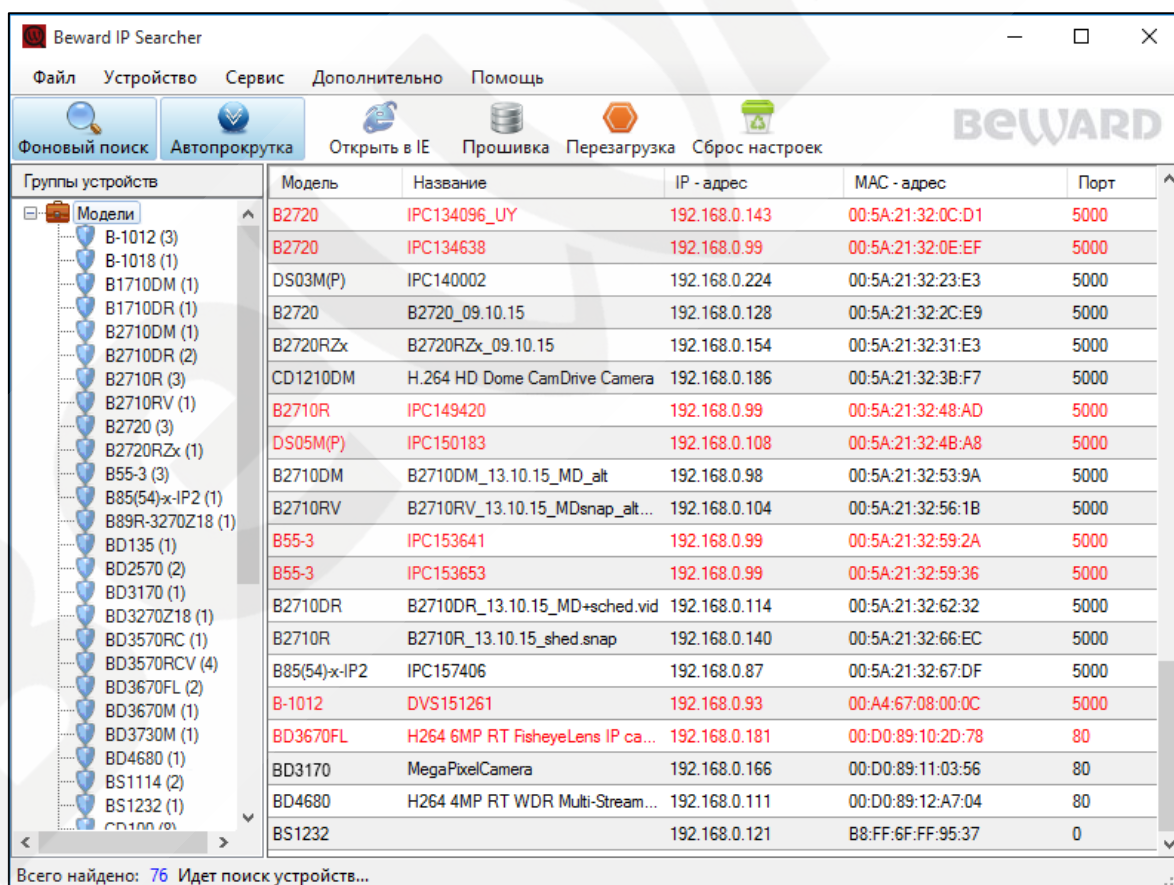 Beward IP Searcher
Файл Устройство Сервис Дополнительно Помощь
Фоновый поиск Автопрокрутка Открыть в IE Прошивка Перезагрузка Сброс настроек BEWARD
Группы устройств
Модели
B-1012 (3)
B-1018 (1)
B1710DM (1)
B1710DR (1)
B2710DM (1)
B2710DR (2)
B2710R (3)
B2710RV (1)
B2720 (3)
B2720RZx (1)
B55-3 (3)
B85(54)-x-IP2 (1)
B89R-3270Z18 (1)
BD135 (1)
BD2570 (2)
BD3170 (1)
BD3270Z18 (1)
BD3570RC (1)
BD3570RCV (4)
BD3670FL (2)
BD3670M (1)
BD3730M (1)
BD4680 (1)
BS1114 (2)
BS1232 (1)
CD100 (8)
Модель Название IP - адрес MAC - адрес Порт
B2720 IPC134096_UY 192.168.0.143 00:5A:21:32:0C:D1 5000
B2720 IPC134638 192.168.0.99 00:5A:21:32:0E:EF 5000
DS03M(P) IPC140002 192.168.0.224 00:5A:21:32:23:E3 5000
B2720 B2720_09.10.15 192.168.0.128 00:5A:21:32:2C:E9 5000
B2720RZx B2720RZx_09.10.15 192.168.0.154 00:5A:21:32:31:E3 5000
CD1210DM H.264 HD Dome CamDrive Camera 192.168.0.186 00:5A:21:32:3B:F7 5000
B2710R IPC149420 192.168.0.99 00:5A:21:32:48:AD 5000
DS05M(P) IPC150183 192.168.0.108 00:5A:21:32:4B:A8 5000
B2710DM B2710DM_13.10.15_MD_alt 192.168.0.98 00:5A:21:32:53:9A 5000
B2710RV B2710RV_13.10.15_MDsnap_alt... 192.168.0.104 00:5A:21:32:56:1B 5000
B55-3 IPC153641 192.168.0.99 00:5A:21:32:59:2A 5000
B55-3 IPC153653 192.168.0.99 00:5A:21:32:59:36 5000
B2710DR B2710DR_13.10.15_MD+sched.vid 192.168.0.114 00:5A:21:32:62:32 5000
B2710R B2710R_13.10.15_shed.snap 192.168.0.140 00:5A:21:32:66:EC 5000
B85(54)-x-IP2 IPC157406 192.168.0.87 00:5A:21:32:67:DF 5000
B-1012 DVS151261 192.168.0.93 00:A4:67:08:00:0C 5000
BD3670FL H264 6MP RT FisheyeLens IP ca... 192.168.0.181 00:D0:89:10:2D:78 80
BD3170 MegaPixelCamera 192.168.0.166 00:D0:89:11:03:56 80
BD4680 H264 4MP RT WDR Multi-Stream... 192.168.0.111 00:D0:89:12:A7:04 80
BS1232 192.168.0.121 B8:FF:6F:FF:95:37 0
Всего найдено: 76 Идет поиск устройств...